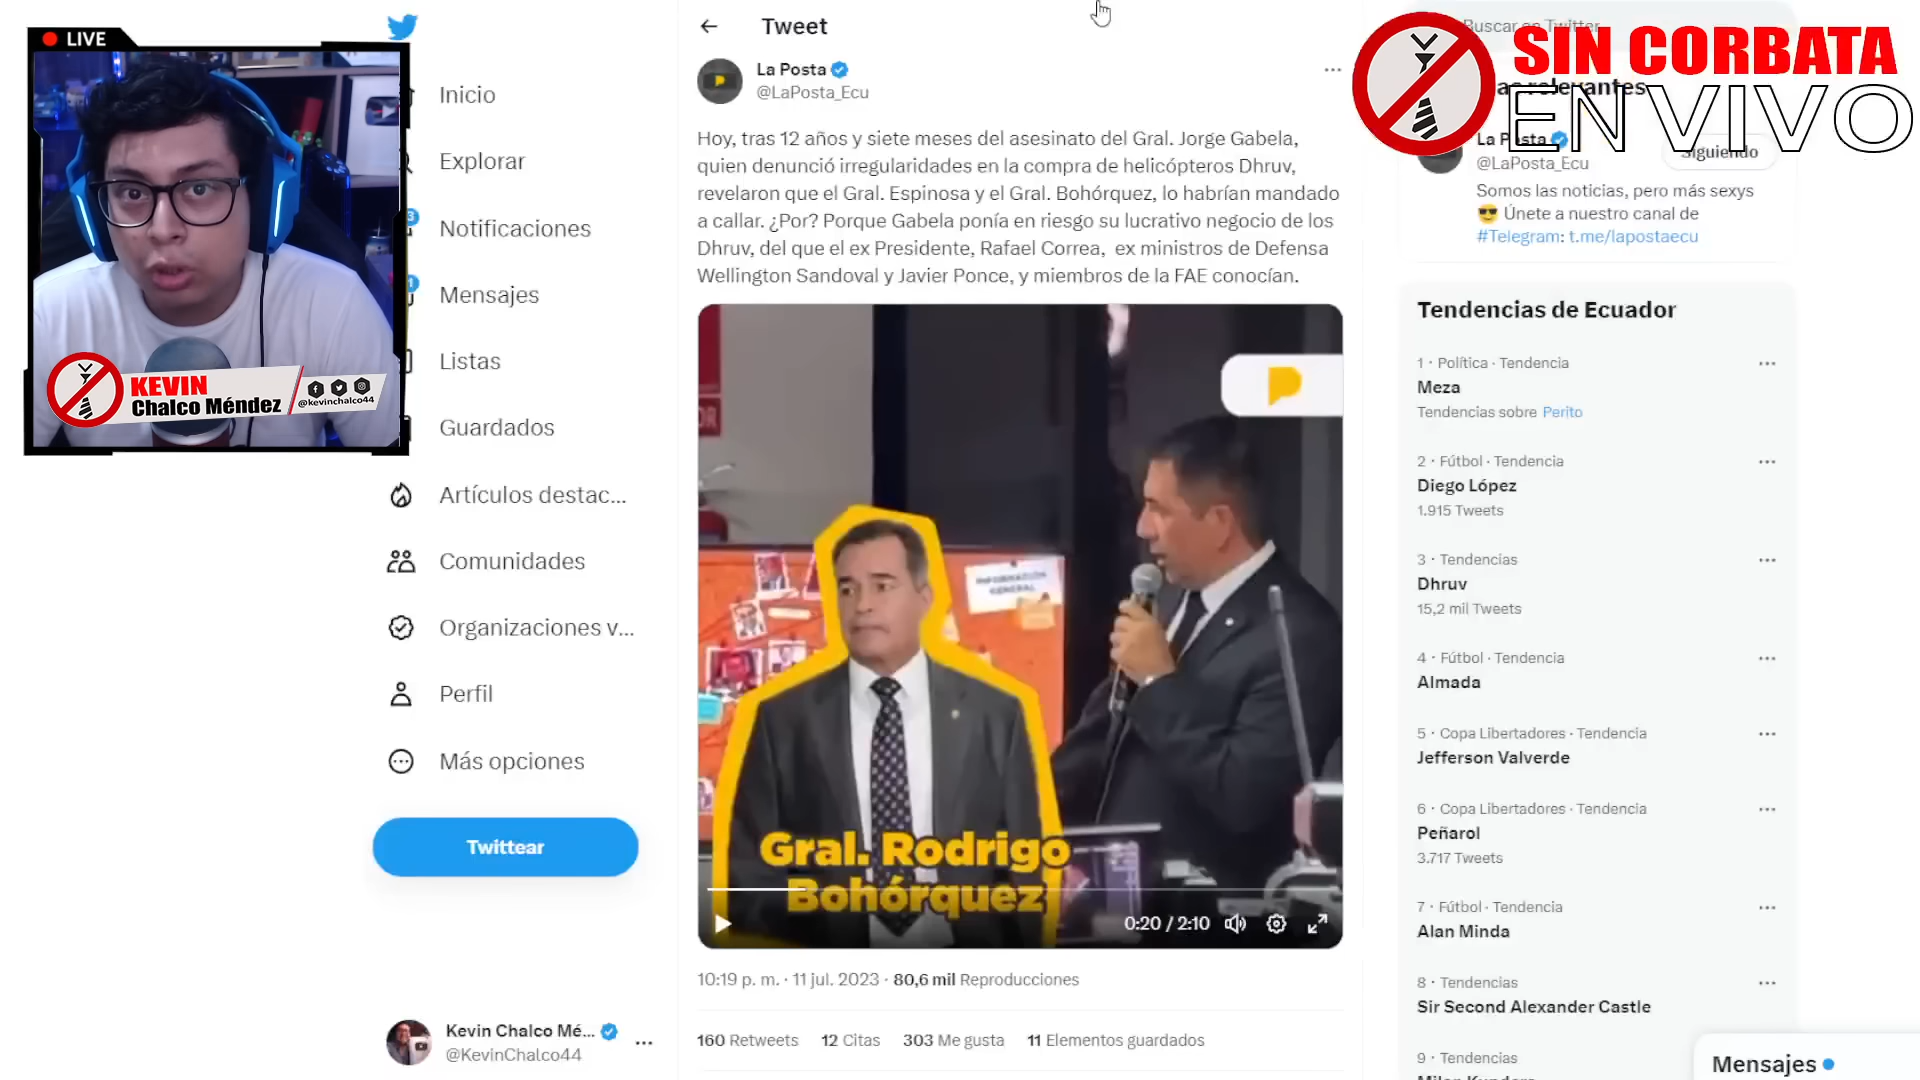 LIVE
KEVIN
Chalco Méndez
@kevinchalco44
Inicio
Explorar
3
Notificaciones
1
Mensajes
Listas
Guardados
Artículos destac...
Comunidades
Organizaciones v...
Perfil
Más opciones
Twittear
Kevin Chalco Mé...
@KevinChalco44
Tweet
La Posta
@LaPosta_Ecu
Hoy, tras 12 años y siete meses del asesinato del Gral. Jorge Gabela,
quien denunció irregularidades en la compra de helicópteros Dhruv,
revelaron que el Gral. Espinosa y el Gral. Bohórquez, lo habrían mandado
a callar. ¿Por? Porque Gabela ponía en riesgo su lucrativo negocio de los
Dhruv, del que el ex Presidente, Rafael Correa, ex ministros de Defensa
Wellington Sandoval y Javier Ponce, y miembros de la FAE conocían.
INFORMACIÓN
GENERAL
Gral. Rodrigo
Bohórquez
0:20 / 2:10
10:19 p. m. · 11 jul. 2023 · 80,6 mil Reproducciones
160 Retweets 12 Citas 303 Me gusta 11 Elementos guardados
Buscar en Twitter
SIN CORBATA
EN VIVO
relevantes
La Posta
@LaPosta_Ecu
Siguiendo
Somos las noticias, pero más sexys
😎 Únete a nuestro canal de
#Telegram: t.me/lapostaecu
Tendencias de Ecuador
1 · Política · Tendencia
Meza
Tendencias sobre Perito
2 · Fútbol · Tendencia
Diego López
1.915 Tweets
3 · Tendencias
Dhruv
15,2 mil Tweets
4 · Fútbol · Tendencia
Almada
5 · Copa Libertadores · Tendencia
Jefferson Valverde
6 · Copa Libertadores · Tendencia
Peñarol
3.717 Tweets
7 · Fútbol · Tendencia
Alan Minda
8 · Tendencias
Sir Second Alexander Castle
9 · Tendencias
Mensajes